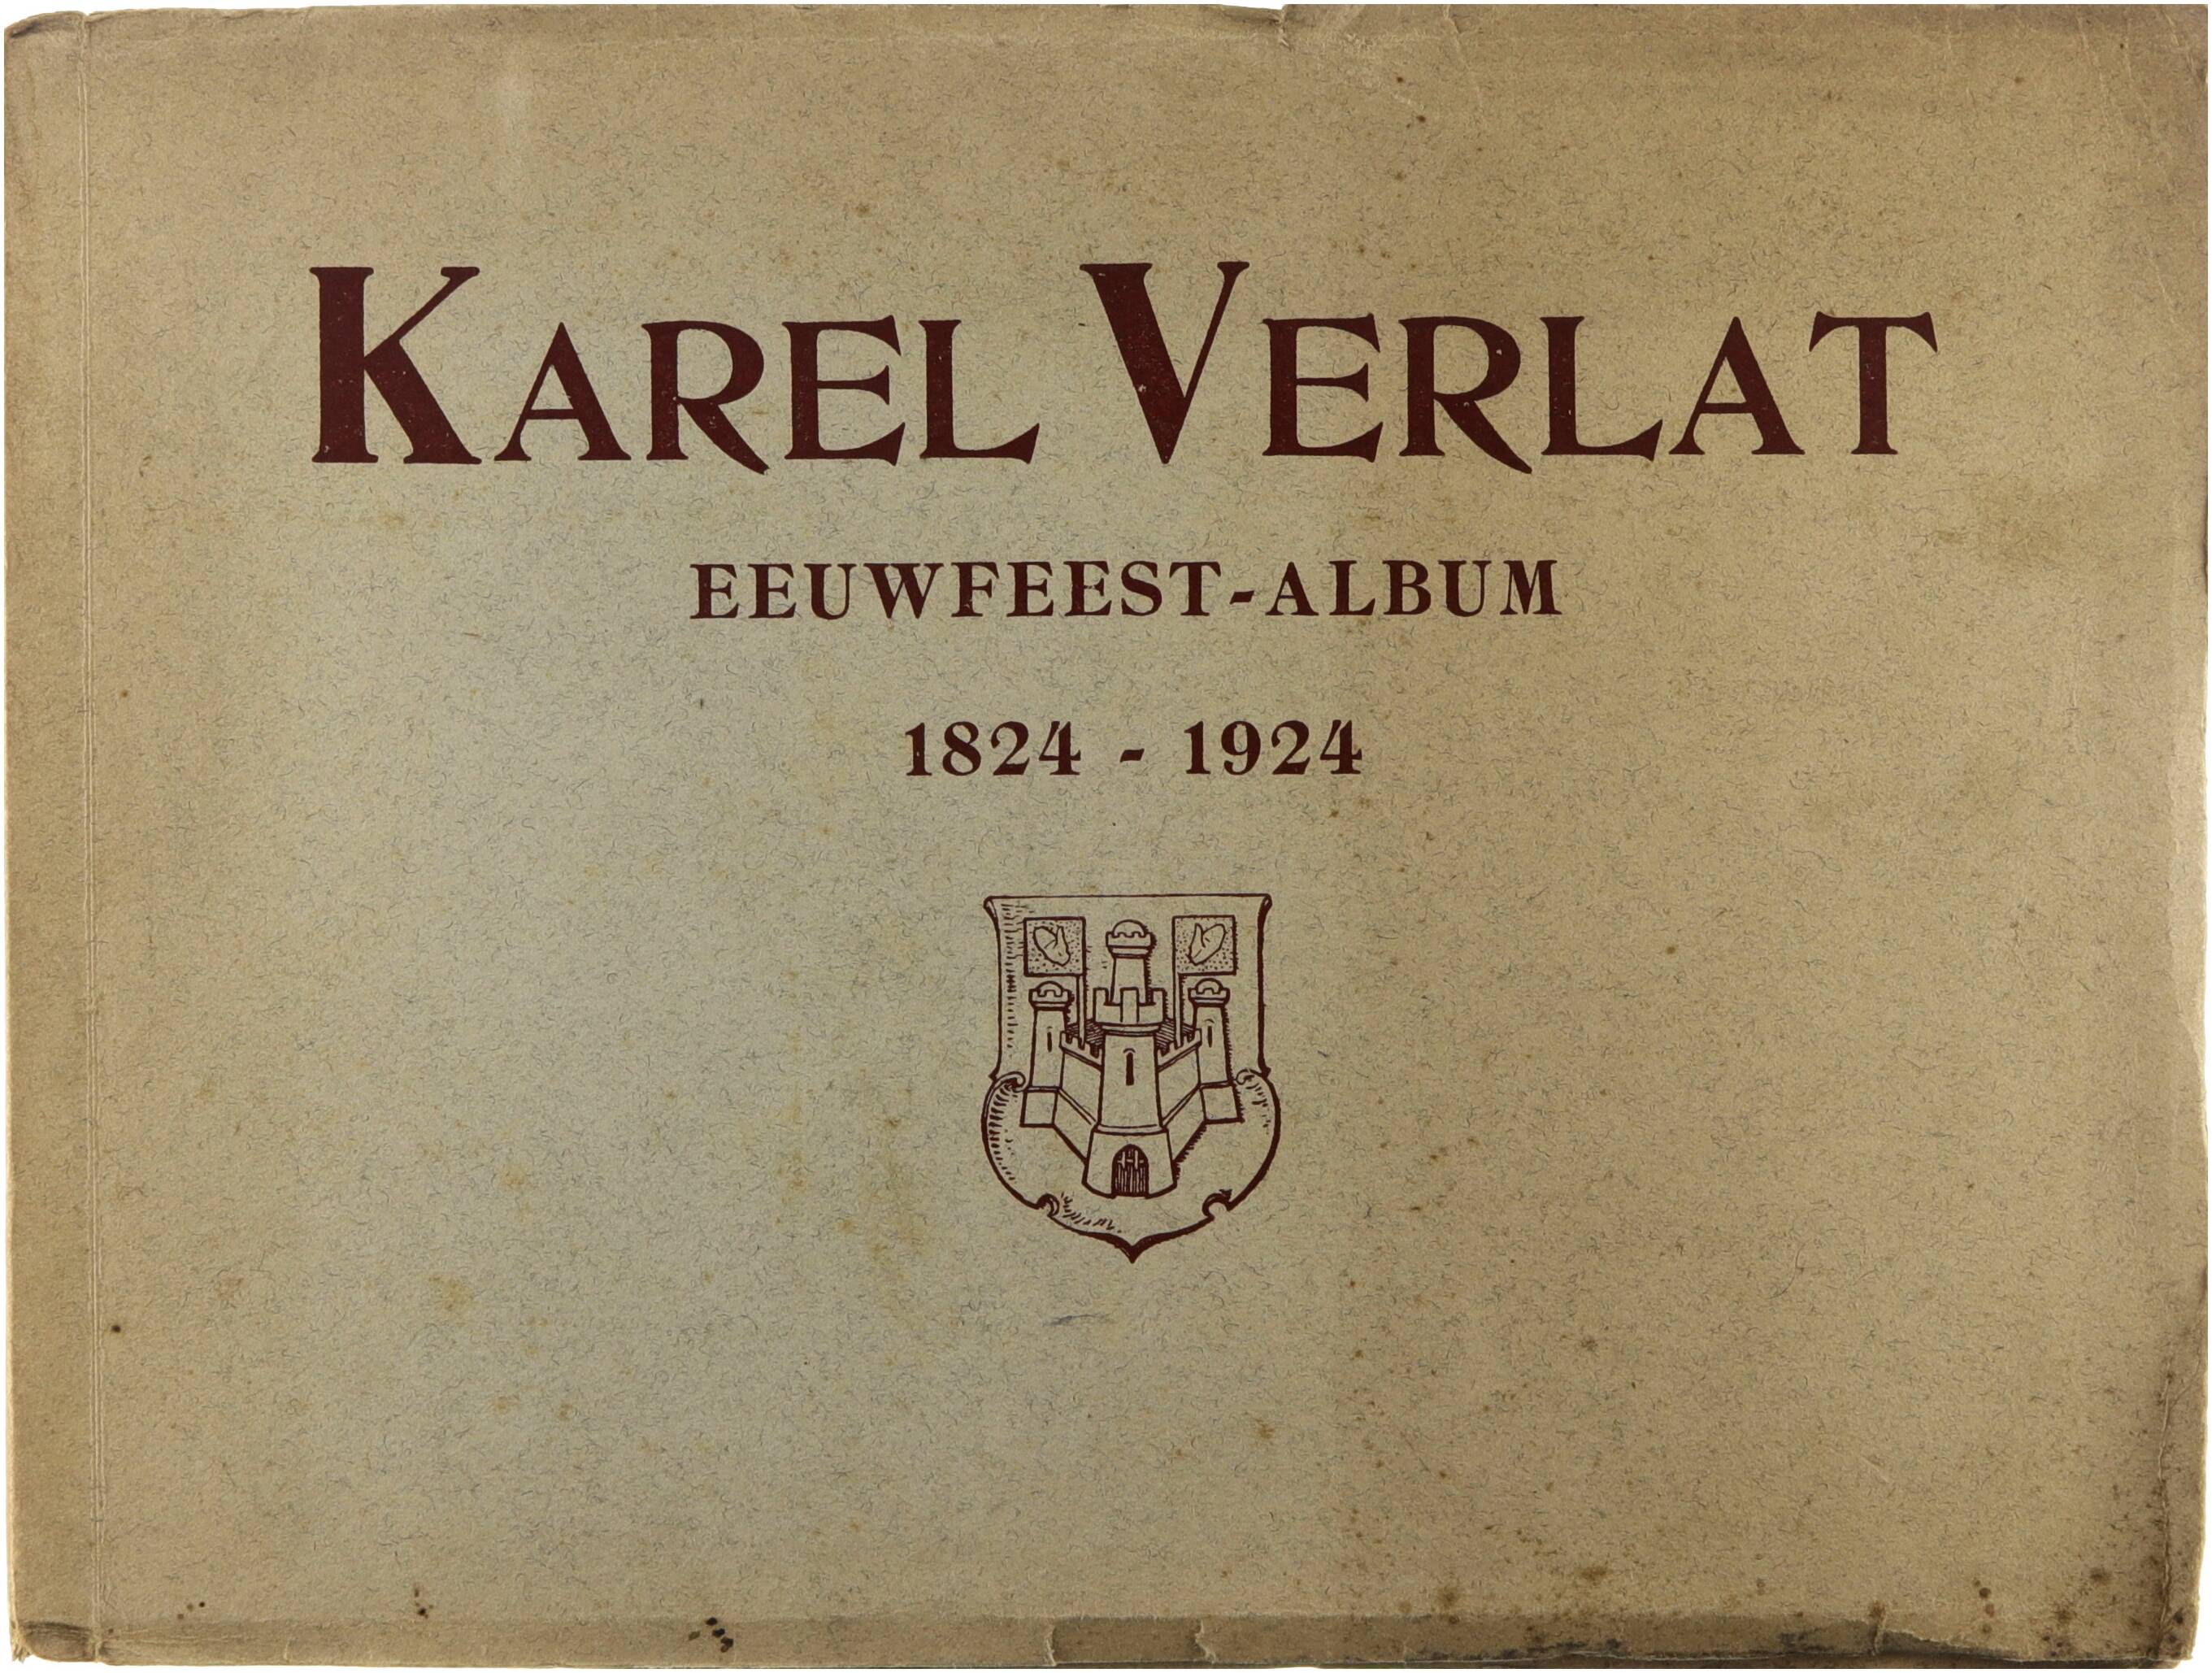 KAREL VERLAT
EEUWFEEST-ALBUM
1824 - 1924